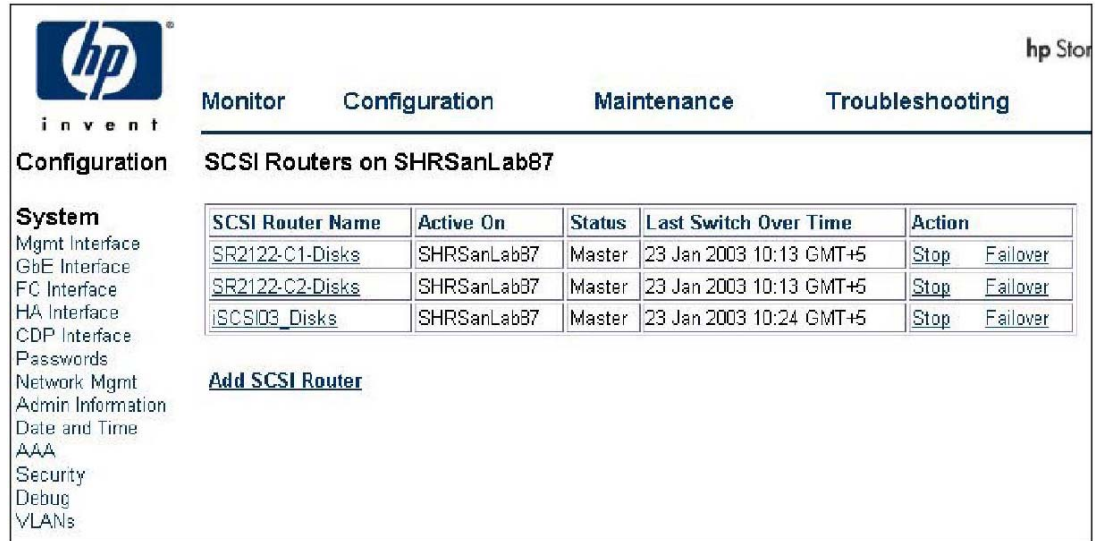 hp
invent
hp Stor
Monitor Configuration Maintenance Troubleshooting
Configuration
SCSI Routers on SHRSanLab87
System
Mgmt Interface
GbE Interface
FC Interface
HA Interface
CDP Interface
Passwords
Network Mgmt
Admin Information
Date and Time
AAA
Security
Debug
VLANs
SCSI Router Name Active On Status Last Switch Over Time Action
SR2122-C1-Disks SHRSanLab87 Master 23 Jan 2003 10:13 GMT+5 Stop Failover
SR2122-C2-Disks SHRSanLab87 Master 23 Jan 2003 10:13 GMT+5 Stop Failover
iSCSI03_Disks SHRSanLab87 Master 23 Jan 2003 10:24 GMT+5 Stop Failover
Add SCSI Router